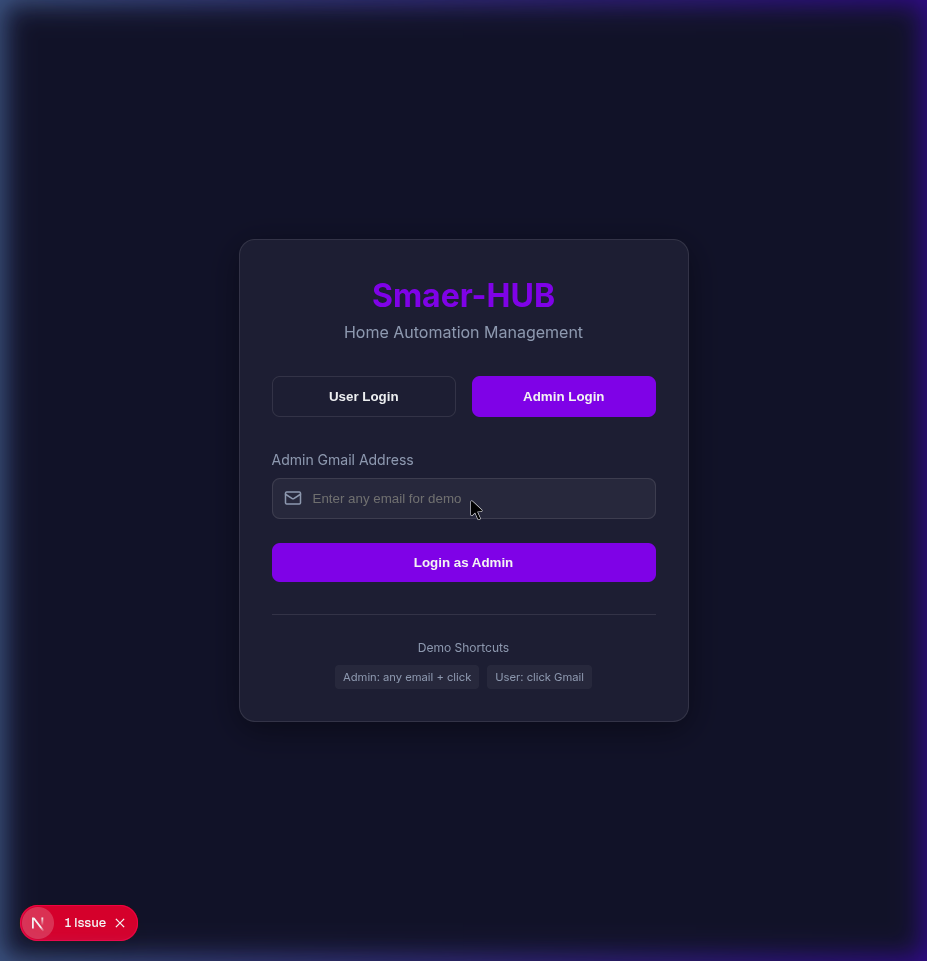 Smaer-HUB
Home Automation Management
User Login Admin Login
Admin Gmail Address
Enter any email for demo
Login as Admin
Demo Shortcuts
Admin: any email + click User: click Gmail
N 1 Issue